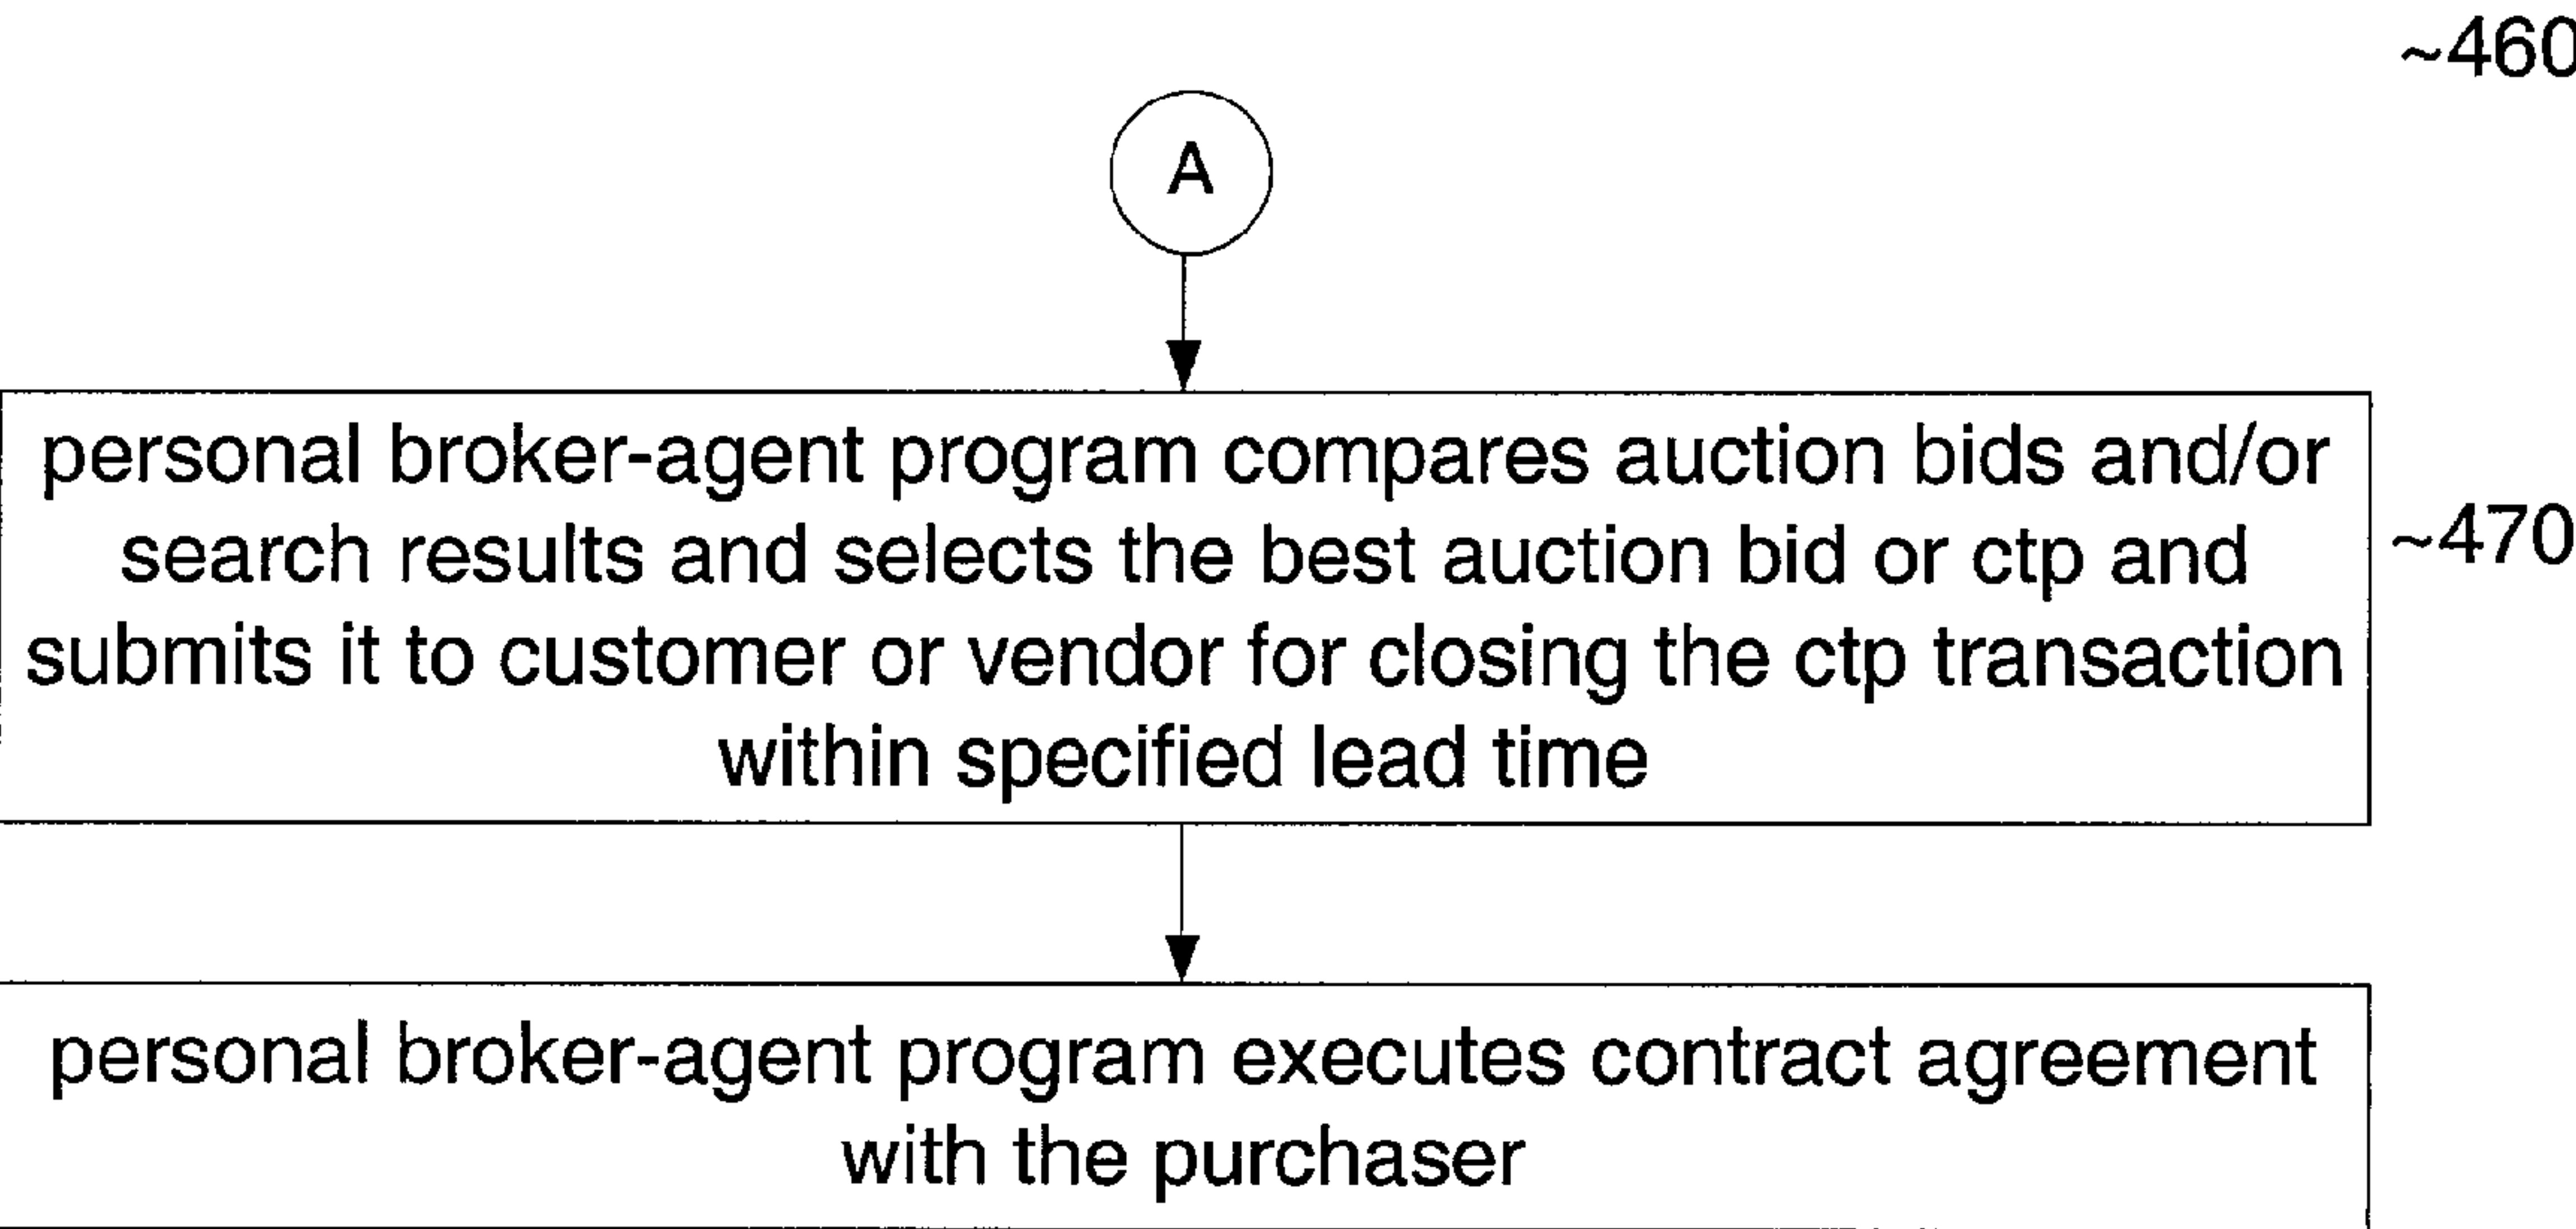 ~460
A
personal broker-agent program compares auction bids and/or
search results and selects the best auction bid or ctp and
submits it to customer or vendor for closing the ctp transaction
within specified lead time
~470
personal broker-agent program executes contract agreement
with the purchaser